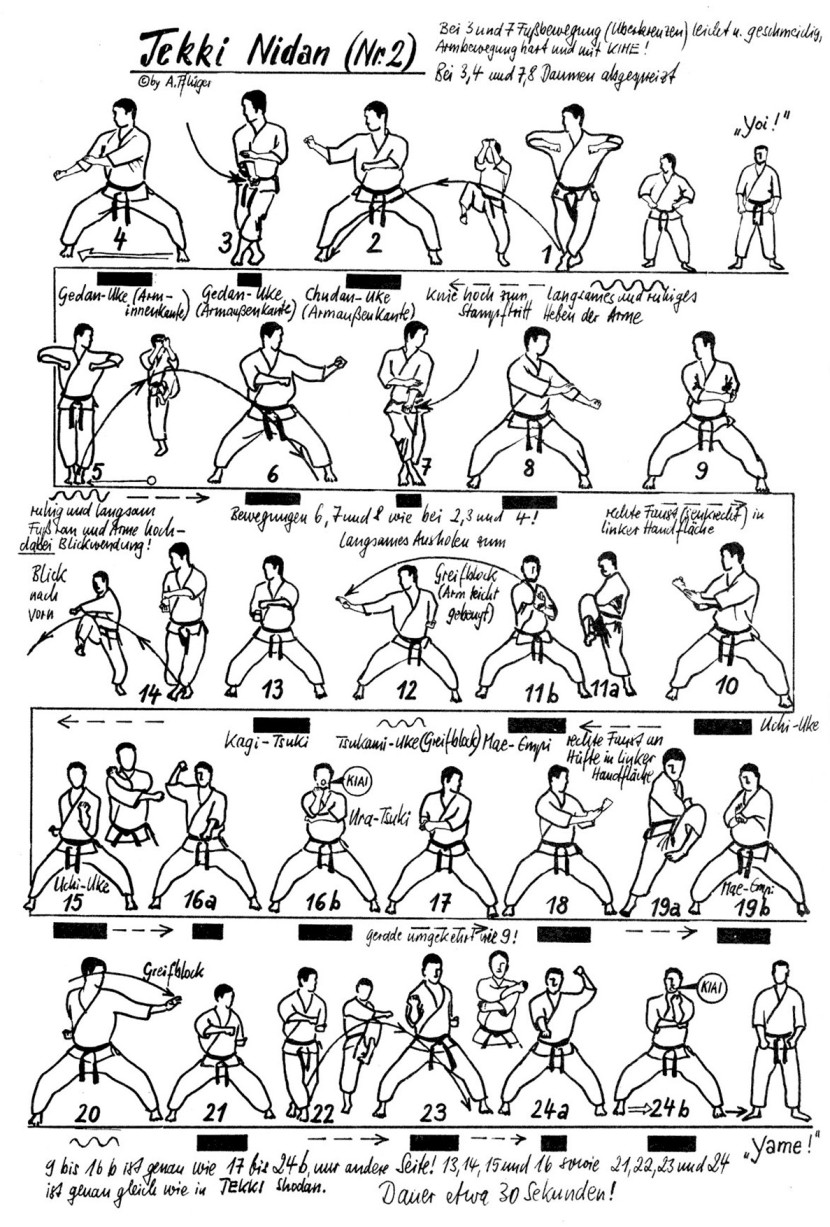 Tekki Nidan (Nr.2)
©by A.Pflüger
Bei 3 und 7 Fußbewegung (Überkreuzen) leicht u. geschmeidig,
Armbewegung hart und mit KIME!
Bei 3,4 und 7,8 Daumen abgespreizt
„Yoi!"
4
3
2
1
Gedan-Uke (Arm-
innenkante)
Gedan-Uke
(Armaußenkante)
Chudan-Uke
(Armaußenkante)
Knie hoch zum
Stampftritt
Langsames und ruhiges
Heben der Arme
5
6
7
8
9
ruhig und langsam
Fuß ran und Arme hoch-
dabei Blickwendung!
Bewegungen 6, 7 und 8 wie bei 2,3 und 4!
rechte Faust (senkrecht) in
linker Handfläche
Langsames Ausholen zum
Greifblock
(Arm leicht
gebeugt)
Blick
nach
vorn
14
13
12
11b
11a
10
Kagi-Tsuki
Tsukami-Uke (Greifblock)
Mae-Empi
rechte Faust an
Hüfte in linker
Handfläche
Uchi-Uke
KIAI
Ura-Tsuki
Uchi-Uke
Mae-Empi
15
16a
16b
17
18
19a
19b
gerade umgekehrt wie 9!
Greifblock
KIAI
20
21
22
23
24a
24b
„Yame!"
9 bis 16 b ist genau wie 17 bis 24b, nur andere Seite! 13, 14, 15 und 16 sowie 21, 22, 23 und 24
ist genau gleich wie in TEKKI Shodan.
Dauer etwa 30 Sekunden!